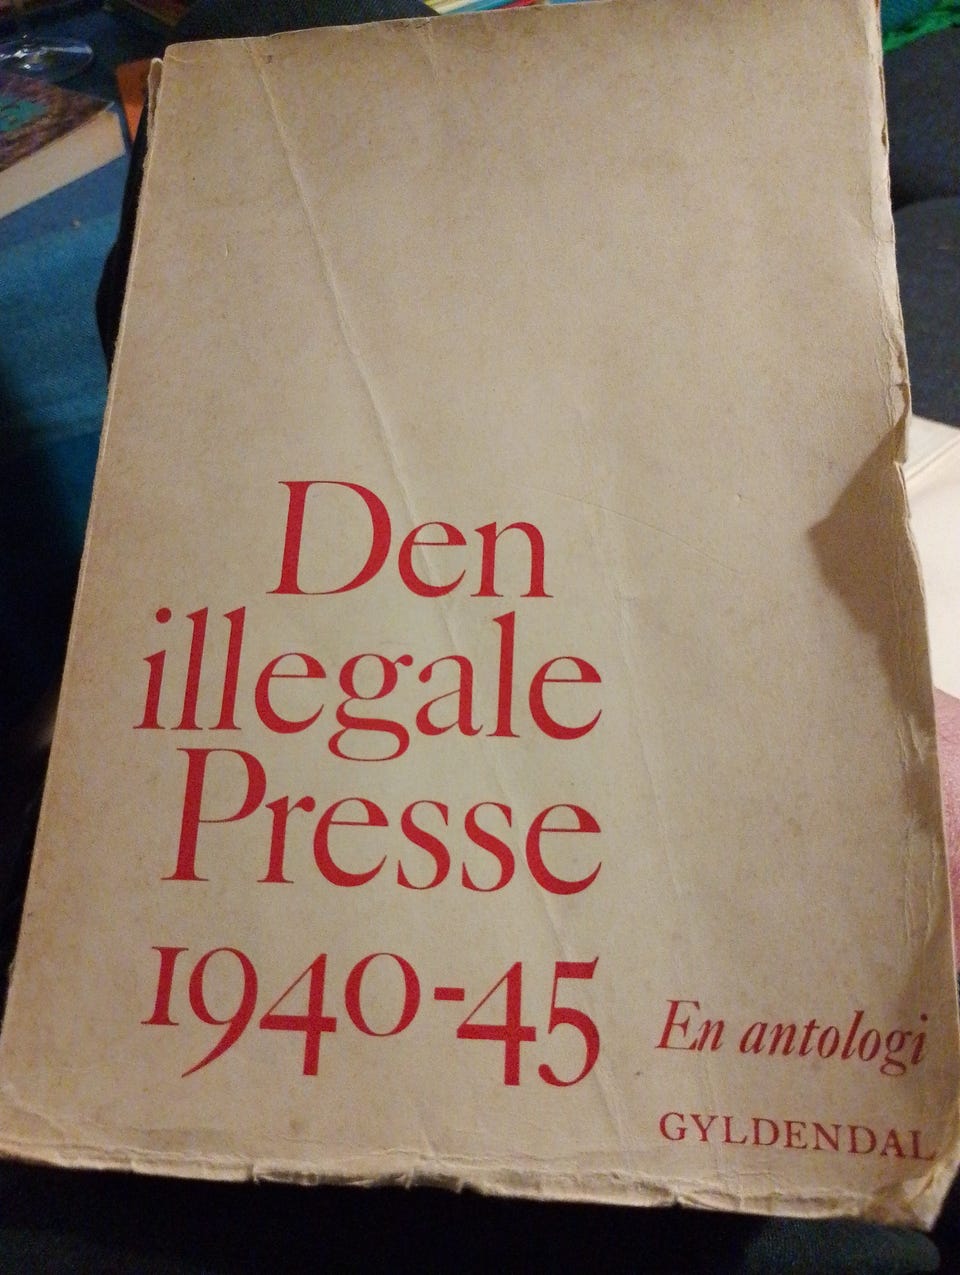 Den
illegale
Presse
1940-45
En antologi
GYLDENDAL